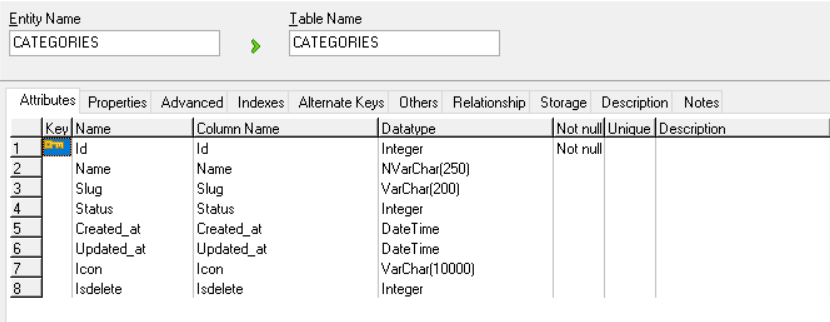 Entity Name Table Name
CATEGORIES CATEGORIES
Attributes Properties Advanced Indexes Alternate Keys Others Relationship Storage Description Notes
Key Name Column Name Datatype Not null Unique Description
1 Id Id Integer Not null
2 Name Name NVarChar(250)
3 Slug Slug VarChar(200)
4 Status Status Integer
5 Created_at Created_at DateTime
6 Updated_at Updated_at DateTime
7 Icon Icon VarChar(10000)
8 Isdelete Isdelete Integer